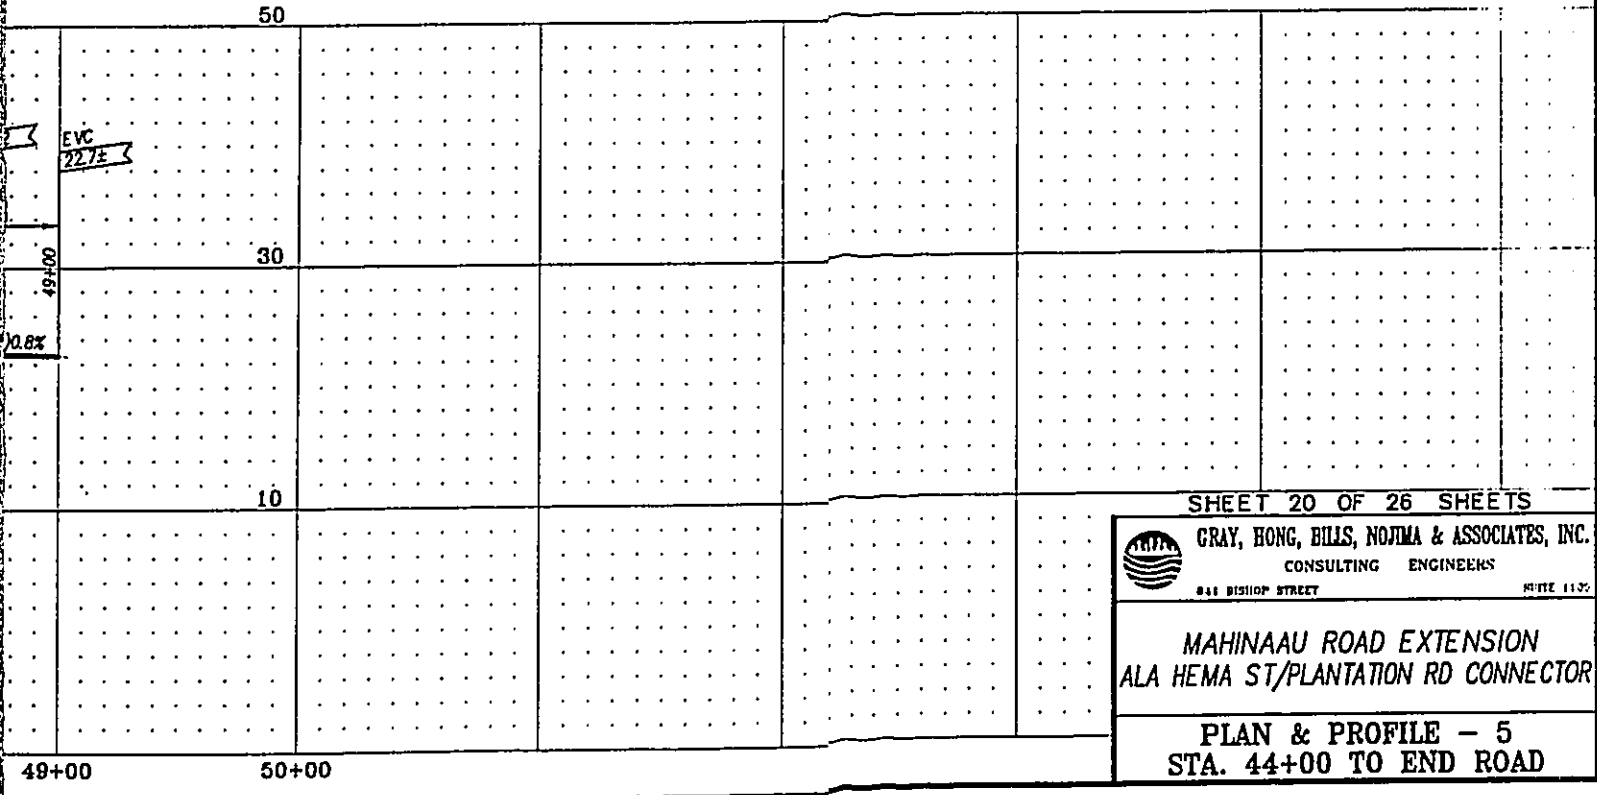 50
EVC
22.7±
49+00
30
)0.8%
10
SHEET 20 OF 26 SHEETS
GRAY, HONG, BILLS, NOJIMA & ASSOCIATES, INC.
CONSULTING ENGINEERS
BISHOP STREET
MAHINAAU ROAD EXTENSION
ALA HEMA ST/PLANTATION RD CONNECTOR
PLAN & PROFILE - 5
STA. 44+00 TO END ROAD
49+00
50+00